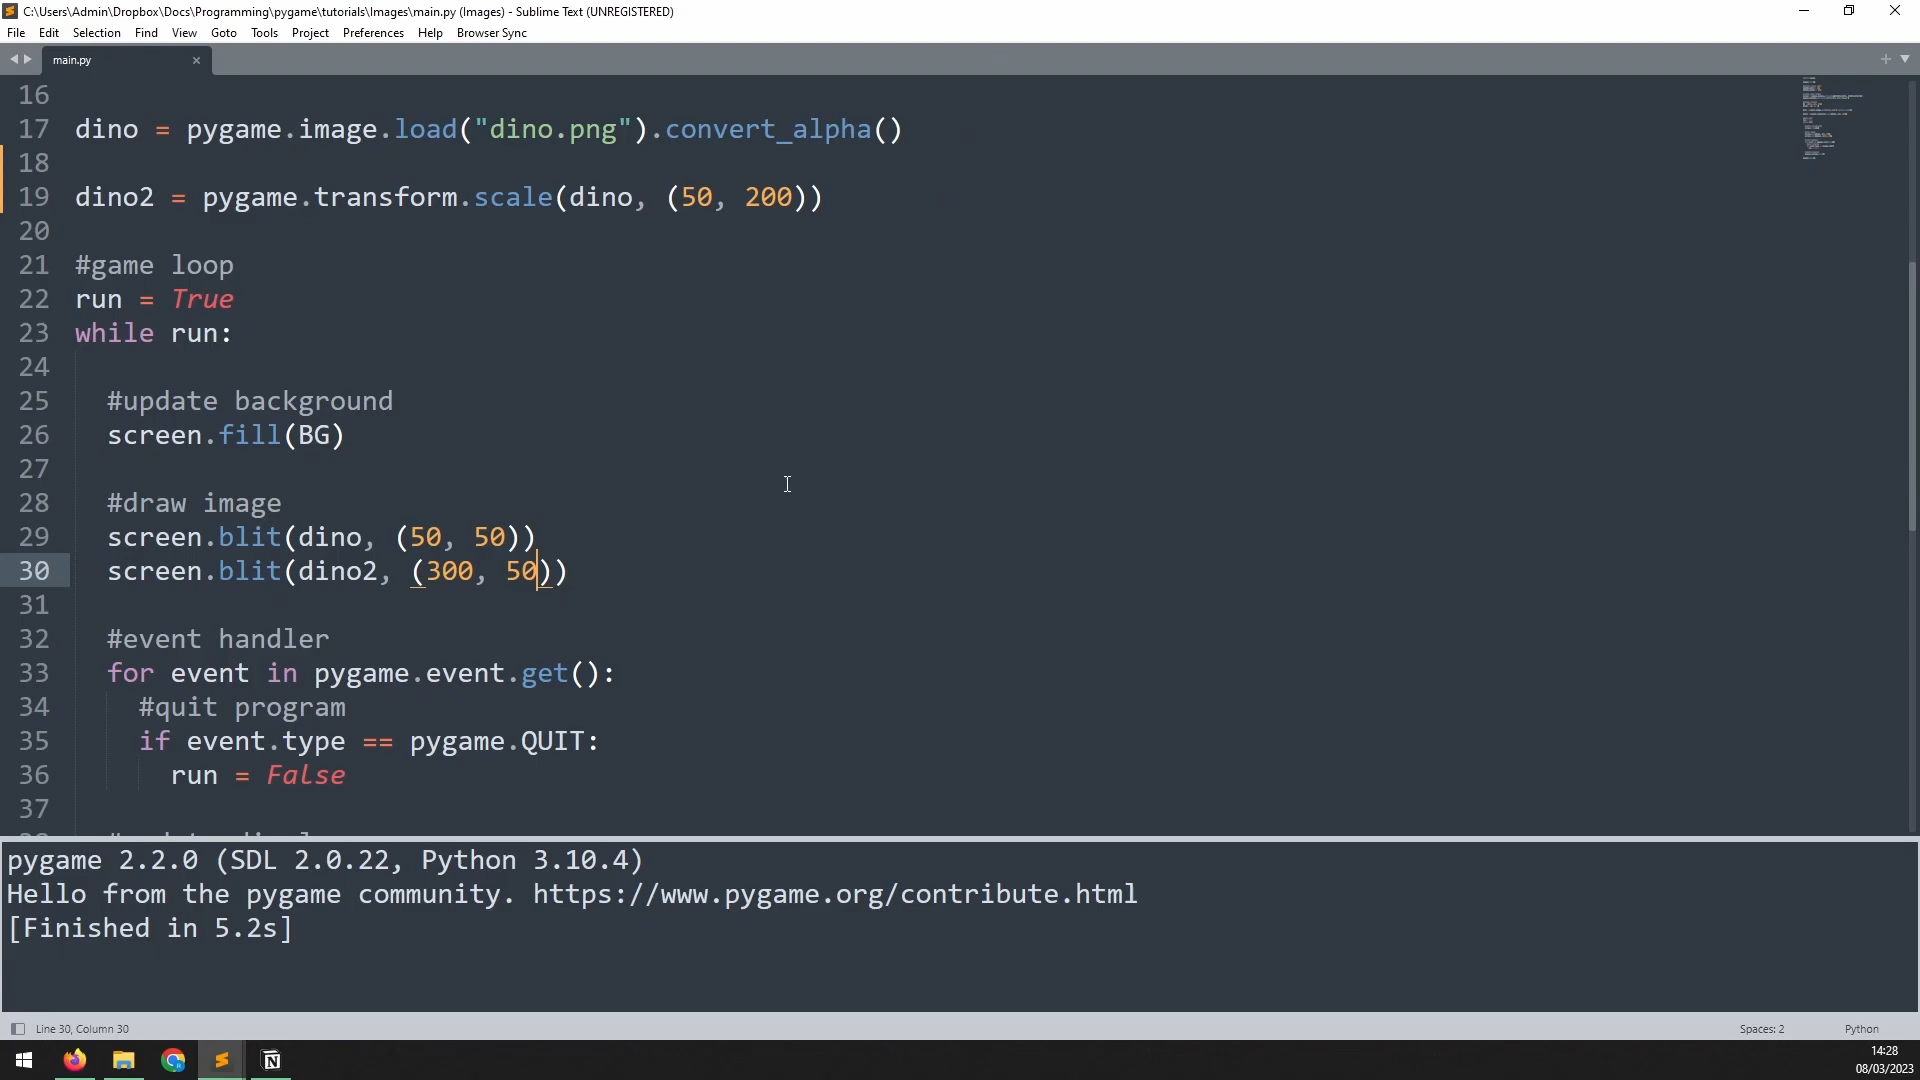 C:\Users\Admin\Dropbox\Docs\Programming\pygame\tutorials\Images\main.py (Images) - Sublime Text (UNREGISTERED)
File Edit Selection Find View Goto Tools Project Preferences Help Browser Sync
main.py
16
17 dino = pygame.image.load("dino.png").convert_alpha()
18
19 dino2 = pygame.transform.scale(dino, (50, 200))
20
21 #game loop
22 run = True
23 while run:
24
25 #update background
26 screen.fill(BG)
27
28 #draw image
29 screen.blit(dino, (50, 50))
30 screen.blit(dino2, (300, 50))
31
32 #event handler
33 for event in pygame.event.get():
34 #quit program
35 if event.type == pygame.QUIT:
36 run = False
37
pygame 2.2.0 (SDL 2.0.22, Python 3.10.4)
Hello from the pygame community. https://www.pygame.org/contribute.html
[Finished in 5.2s]
Line 30, Column 30
Spaces: 2
Python
14:28
08/03/2023